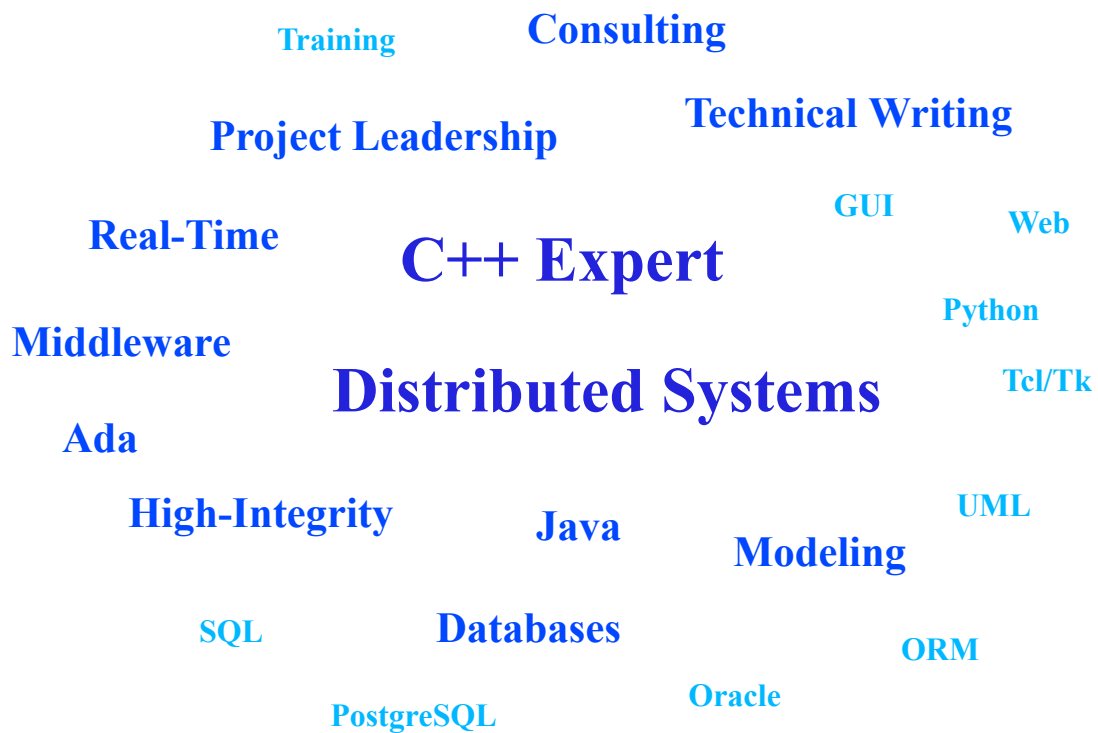 Training
Consulting
Project Leadership
Technical Writing
GUI
Web
Real-Time
C++ Expert
Python
Middleware
Distributed Systems
Tcl/Tk
Ada
High-Integrity
Java
UML
Modeling
SQL
Databases
ORM
Oracle
PostgreSQL